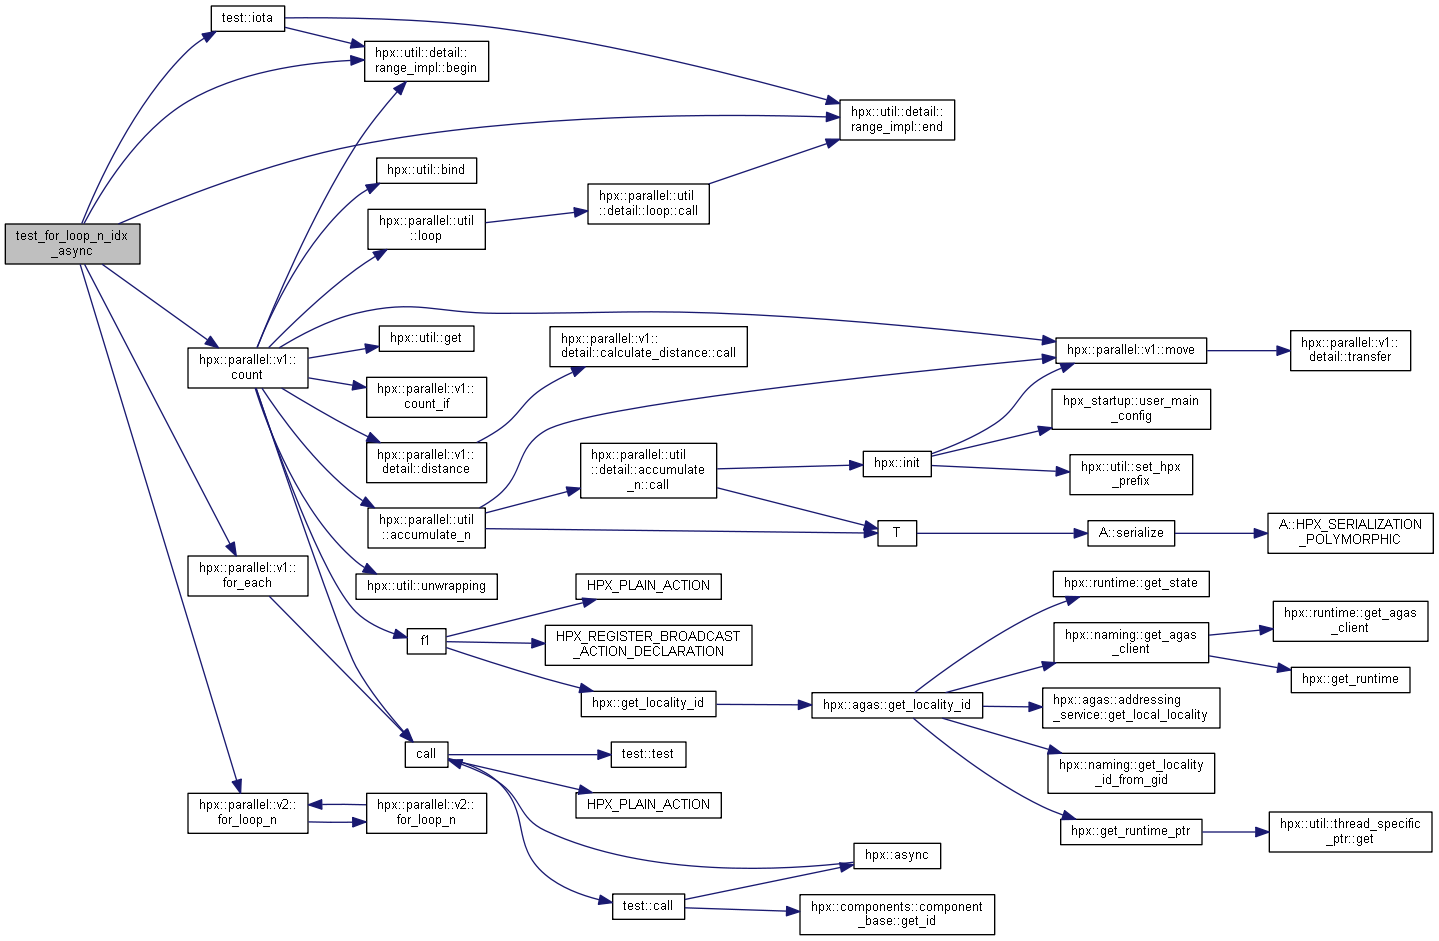 test::iota
hpx::util::detail::
range_impl::begin
hpx::util::detail::
range_impl::end
hpx::util::bind
hpx::parallel::util
::detail::loop::call
hpx::parallel::util
::loop
test_for_loop_n_idx
_async
hpx::util::get
hpx::parallel::v1::
detail::calculate_distance::call
hpx::parallel::v1::move
hpx::parallel::v1::
detail::transfer
hpx::parallel::v1::
count
hpx::parallel::v1::
count_if
hpx_startup::user_main
_config
hpx::parallel::v1::
detail::distance
hpx::parallel::util
::detail::accumulate
_n::call
hpx::init
hpx::util::set_hpx
_prefix
hpx::parallel::util
::accumulate_n
T
A::serialize
A::HPX_SERIALIZATION
_POLYMORPHIC
hpx::parallel::v1::
for_each
hpx::util::unwrapping
HPX_PLAIN_ACTION
hpx::runtime::get_state
f1
HPX_REGISTER_BROADCAST
_ACTION_DECLARATION
hpx::naming::get_agas
_client
hpx::runtime::get_agas
_client
hpx::get_runtime
hpx::get_locality_id
hpx::agas::get_locality_id
hpx::agas::addressing
_service::get_local_locality
call
test::test
hpx::naming::get_locality
_id_from_gid
hpx::parallel::v2::
for_loop_n
hpx::parallel::v2::
for_loop_n
HPX_PLAIN_ACTION
hpx::get_runtime_ptr
hpx::util::thread_specific
_ptr::get
hpx::async
test::call
hpx::components::component
_base::get_id